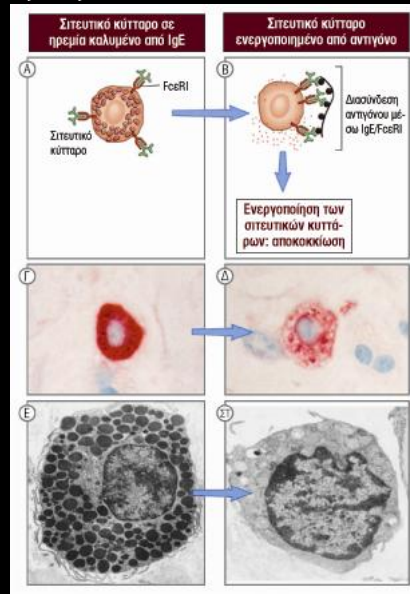 Σιτευτικό κύτταρο σε
ηρεμία καλυμένο από IgE
Σιτευτικό κύτταρο
ενεργοποιημένο από αντιγόνο
Α
FcεRI
Σιτευτικό
κύτταρο
Β
Διασύνδεση
αντιγόνου μέ-
σω IgE/FcεRI
Ενεργοποίηση των
σιτευτικών κυττά-
ρων: αποκοκκίωση
Γ
Δ
Ε
ΣΤ